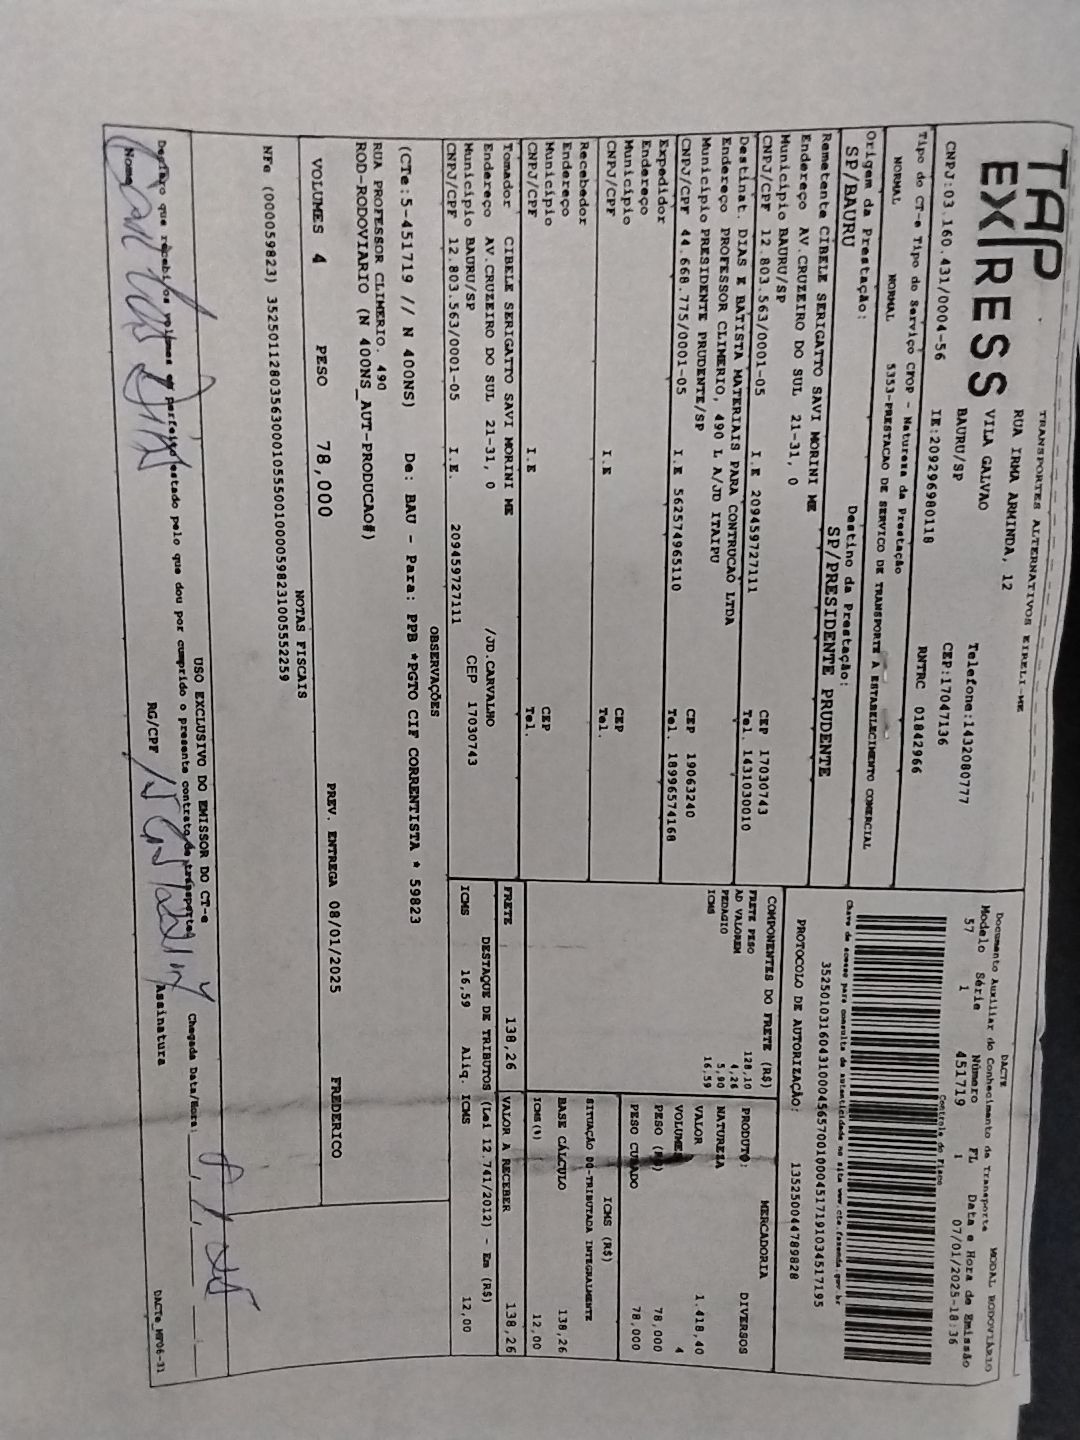 TAP
EXPRESS
TRANSPORTES ALTERNATIVOS EIRELI-ME
RUA IRMA ARMINDA, 12
VILA GALVAO Telefone:1432080777
BAURU/SP CEP:17047136
CNPJ:03.160.431/0004-56 IE:209296980118 RNTRC 01842966
Tipo do CT-e Tipo do Serviço CFOP - Natureza da Prestação
NORMAL NORMAL 5353-PRESTACAO DE SERVICO DE TRANSPORTE A ESTABELECIMENTO COMERCIAL
Origem da Prestação: Destino da Prestação:
SP/BAURU SP/PRESIDENTE PRUDENTE
DACTE MODAL RODOVIÁRIO
Documento Auxiliar do Conhecimento de Transporte
Modelo Série Número FL Data e Hora de Emissão
57 1 451719 1 07/01/2025-18:36
Controle do Fisco
Chave de acesso para consulta de autenticidade no site www.cte.fazenda.gov.br
PROTOCOLO DE AUTORIZAÇÃO: 135250044789828
Remetente CIBELE SERIGATTO SAVI MORINI ME
Endereço AV.CRUZEIRO DO SUL 21-31, 0
Município BAURU/SP CEP 17030743
CNPJ/CPF 12.803.563/0001-05 I.E 209459727111 Tel. 1431030010
Destinat. DIAS E BATISTA MATERIAIS PARA CONTRUCAO LTDA
Endereço PROFESSOR CLIMERIO, 490 L A/JD ITAIPU
Município PRESIDENTE PRUDENTE/SP CEP 19063240
CNPJ/CPF 44.668.775/0001-05 I.E 562574965110 Tel. 18996574168
Expedidor
Endereço
Município CEP
CNPJ/CPF I.E Tel.
Recebedor
Endereço
Município CEP
CNPJ/CPF I.E Tel.
Tomador CIBELE SERIGATTO SAVI MORINI ME
Endereço AV.CRUZEIRO DO SUL 21-31, 0 /JD.CARVALHO
Município BAURU/SP CEP 17030743
CNPJ/CPF 12.803.563/0001-05 I.E. 209459727111
COMPONENTES DO FRETE (R$)
FRETE PESO 128,10
AD VALOREM 4,26
PEDAGIO 5,90
ICMS 16,59
MERCADORIA
PRODUTO: DIVERSOS
NATUREZA
VALOR 1.418,40
VOLUMES 4
PESO 78,000
PESO CUBADO 78,000
ICMS (R$)
SITUAÇÃO 00-TRIBUTADA INTEGRALMENTE
BASE CÁLCULO 138,26
ICMS(%) 12,00
FRETE 138,26 VALOR A RECEBER 138,26
DESTAQUE DE TRIBUTOS (Lei 12.741/2012) - Em (R$)
ICMS 16,59 Aliq. ICMS 12,00
OBSERVAÇÕES
(CTe:5-451719 // N 400NS) De: BAU - Para: PPB *PGTO CIF CORRENTISTA * 59823
RUA PROFESSOR CLIMERIO. 490
ROD-RODOVIARIO (N 400NS_AUT-PRODUCAO#)
VOLUMES 4 PESO 78,000 PREV. ENTREGA 08/01/2025 FREDERICO
NOTAS FISCAIS
USO EXCLUSIVO DO EMISSOR DO CT-e
Declaro que recebi os volumes em perfeito estado pelo que dou por cumprido o presente contrato de transporte
Chegada Data/Hora:
Nome RG/CPF Assinatura